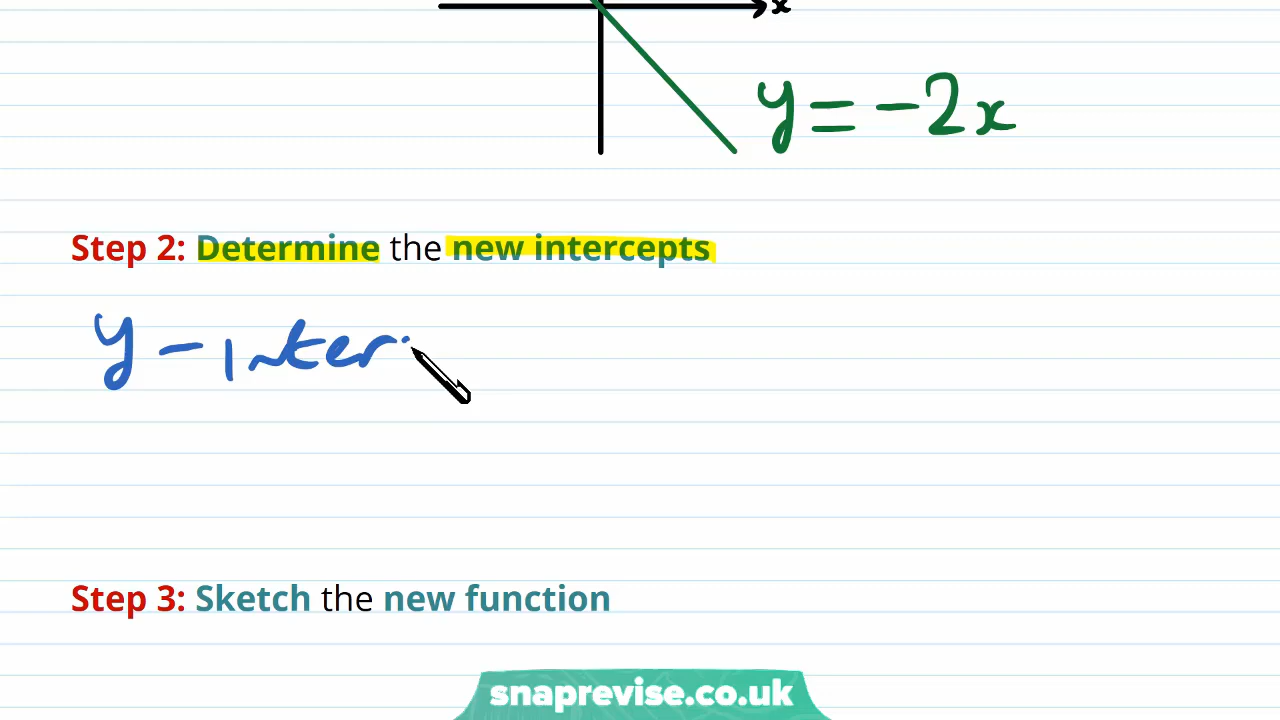 x
y = -2x
Step 2: Determine the new intercepts
y - inter
Step 3: Sketch the new function
snaprevise.co.uk